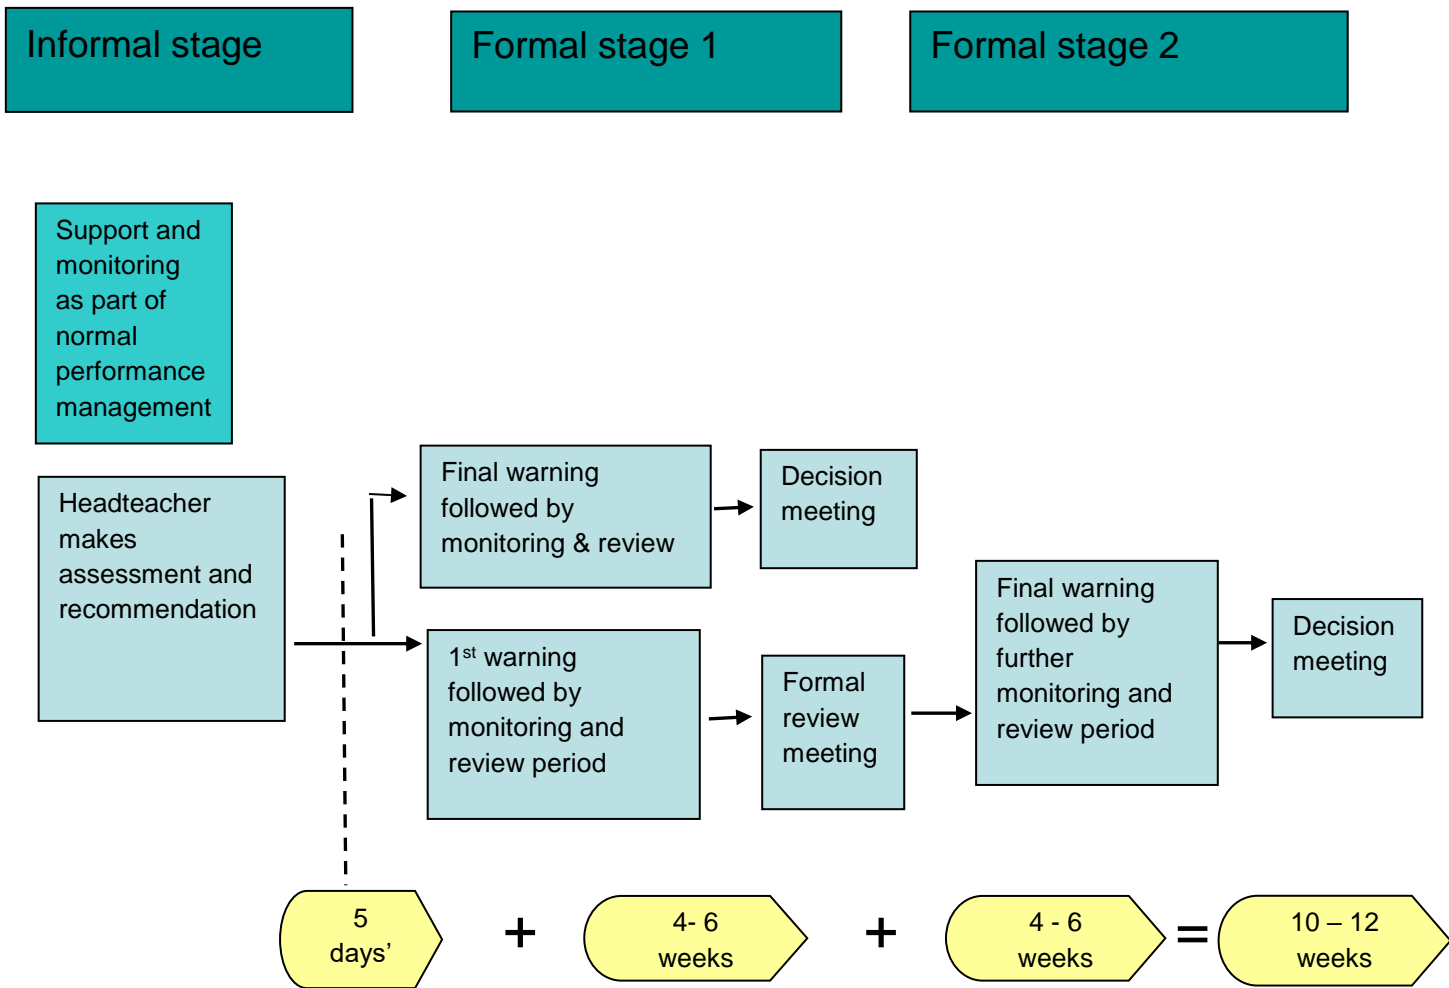 Informal stage
Formal stage 1
Formal stage 2
Support and
monitoring
as part of
normal
performance
management
Headteacher
makes
assessment and
recommendation
Final warning
followed by
monitoring & review
Decision
meeting
1st warning
followed by
monitoring and
review period
Formal
review
meeting
Final warning
followed by
further
monitoring and
review period
Decision
meeting
5
days’
+
4- 6
weeks
+
4 - 6
weeks
=
10 – 12
weeks